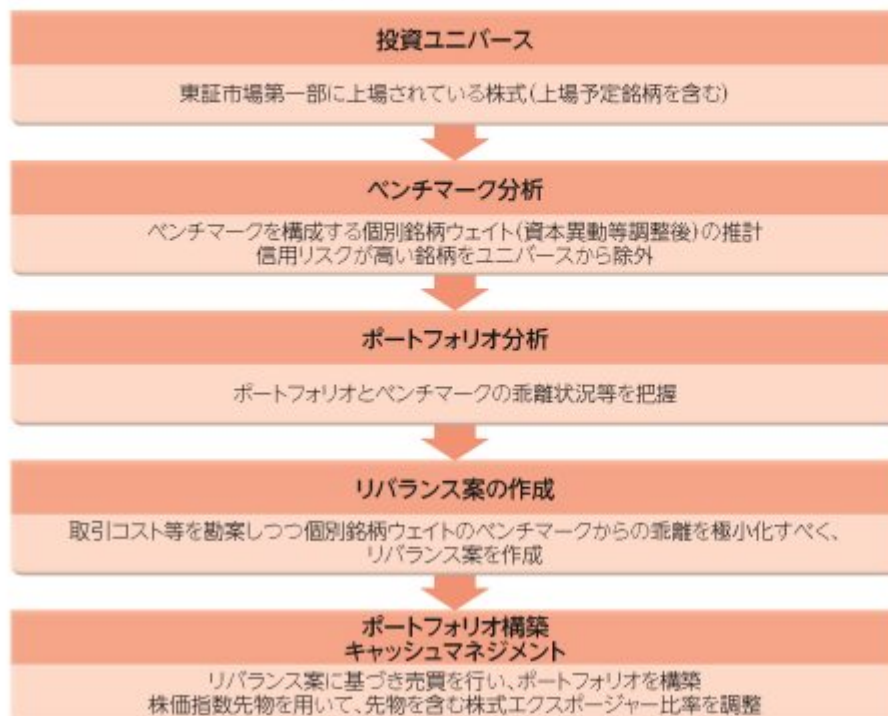 投資ユニバース
東証市場第一部に上場されている株式(上場予定銘柄を含む)
ベンチマーク分析
ベンチマークを構成する個別銘柄ウェイト(資本異動等調整後)の推計
信用リスクが高い銘柄をユニバースから除外
ポートフォリオ分析
ポートフォリオとベンチマークの乖離状況等を把握
リバランス案の作成
取引コスト等を勘案しつつ個別銘柄ウェイトのベンチマークからの乖離を極小化すべく、
リバランス案を作成
ポートフォリオ構築
キャッシュマネジメント
リバランス案に基づき売買を行い、ポートフォリオを構築
株価指数先物を用いて、先物を含む株式エクスポージャー比率を調整